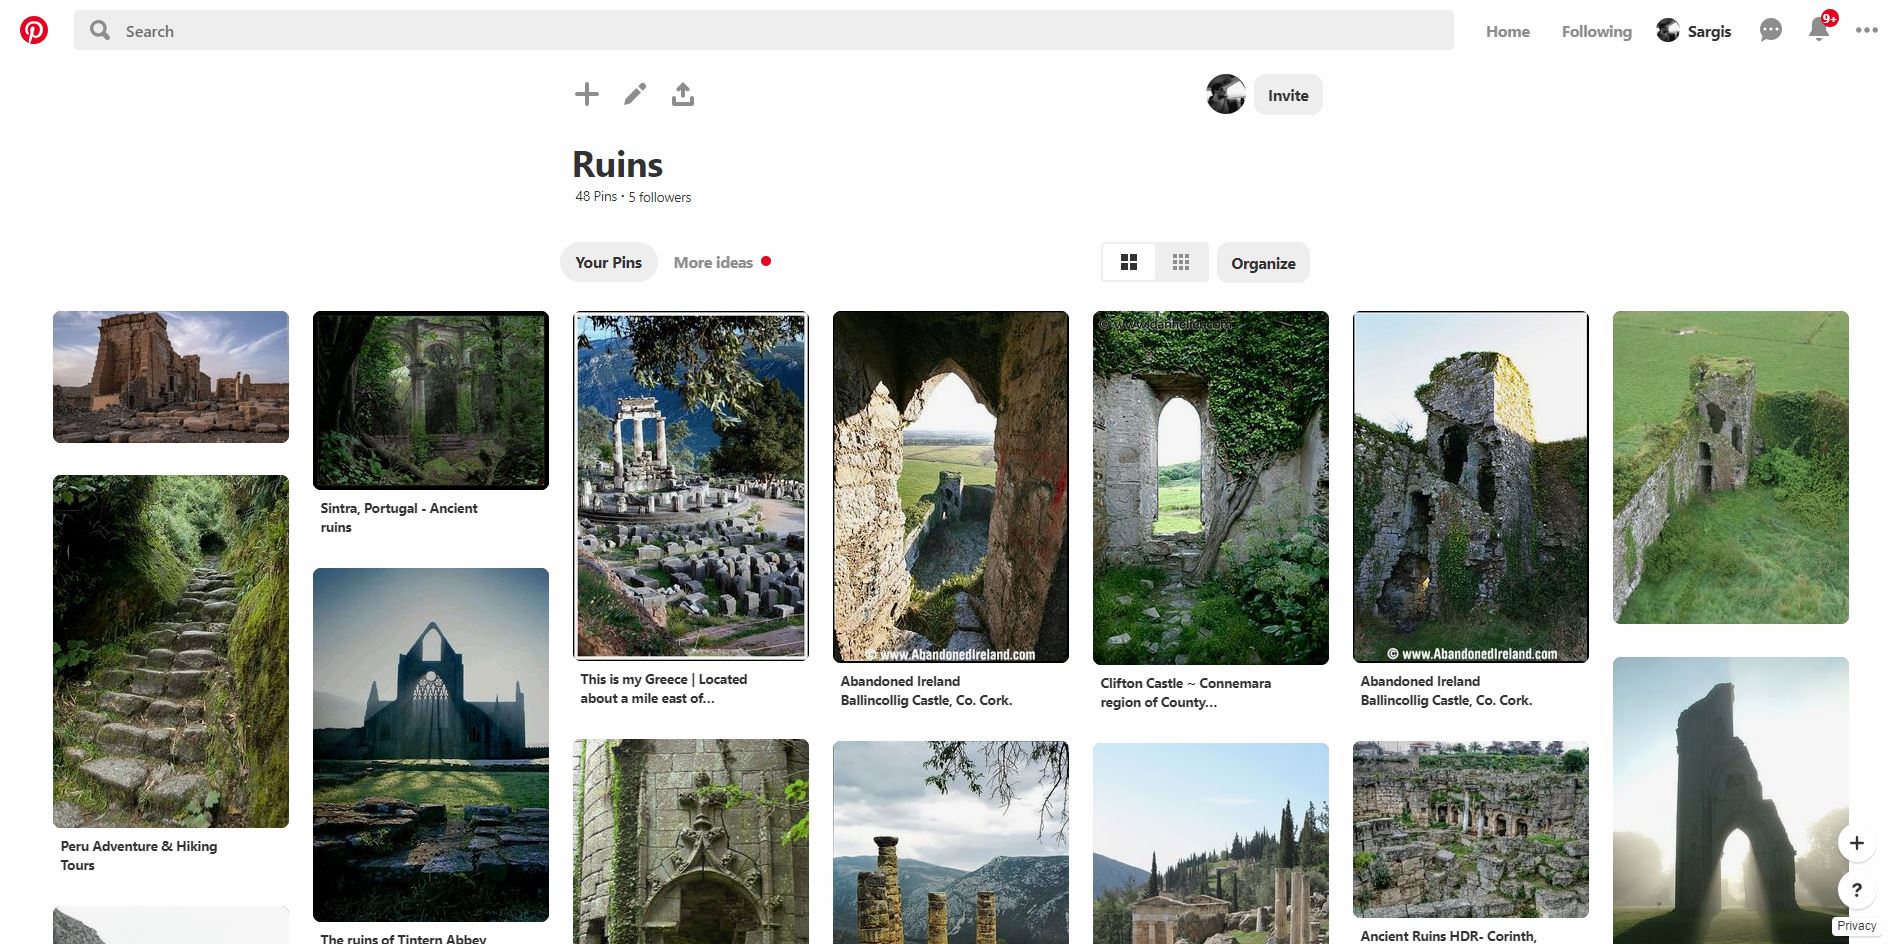 Search
Home
Following
Sargis
9+
Invite
Ruins
48 Pins • 5 followers
Your Pins
More ideas
Organize
Sintra, Portugal - Ancient
ruins
This is my Greece | Located
about a mile east of...
© www.AbandonedIreland.com
Abandoned Ireland
Ballincollig Castle, Co. Cork.
Clifton Castle ~ Connemara
region of County...
© www.AbandonedIreland.com
Abandoned Ireland
Ballincollig Castle, Co. Cork.
Peru Adventure & Hiking
Tours
The ruins of Tintern Abbey
Ancient Ruins HDR- Corinth,
?
Privacy